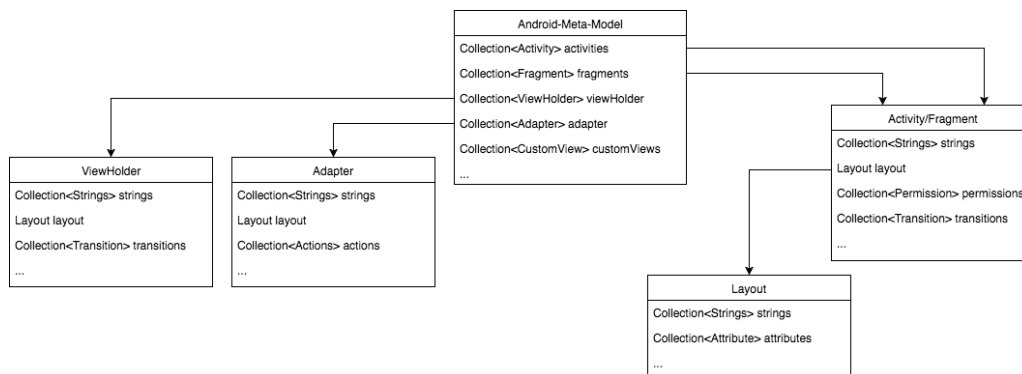 Android-Meta-Model
Collection<Activity> activities
Collection<Fragment> fragments
Collection<ViewHolder> viewHolder
Collection<Adapter> adapter
Collection<CustomView> customViews
...
ViewHolder
Collection<Strings> strings
Layout layout
Collection<Transition> transitions
...
Adapter
Collection<Strings> strings
Layout layout
Collection<Actions> actions
...
Activity/Fragment
Collection<Strings> strings
Layout layout
Collection<Permission> permissions
Collection<Transition> transitions
...
Layout
Collection<Strings> strings
Collection<Attribute> attributes
...